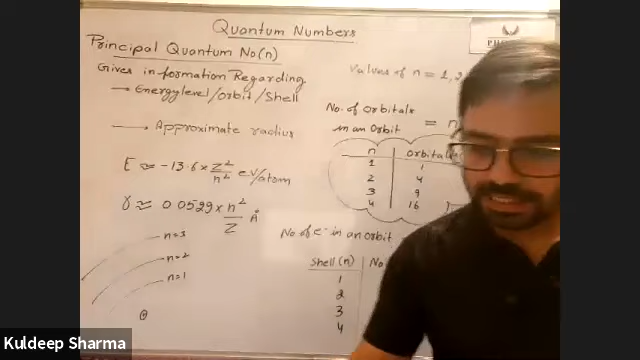 Quantum Numbers
Principal Quantum No(n)
Gives information Regarding
→ Energy level/orbit/shell
→ Approximate radius
E ≈ -13.6 × Z²/n² eV/atom
r ≈ 0.0529 × n²/Z Å
n=3
n=2
n=1
Values of n = 1, 2
No. of orbitals
in an orbit = n
n orbitals
1 1
2 4
3 9
4 16
No of e⁻ in an orbit
Shell (n) No
1
2
3
4
Kuldeep Sharma